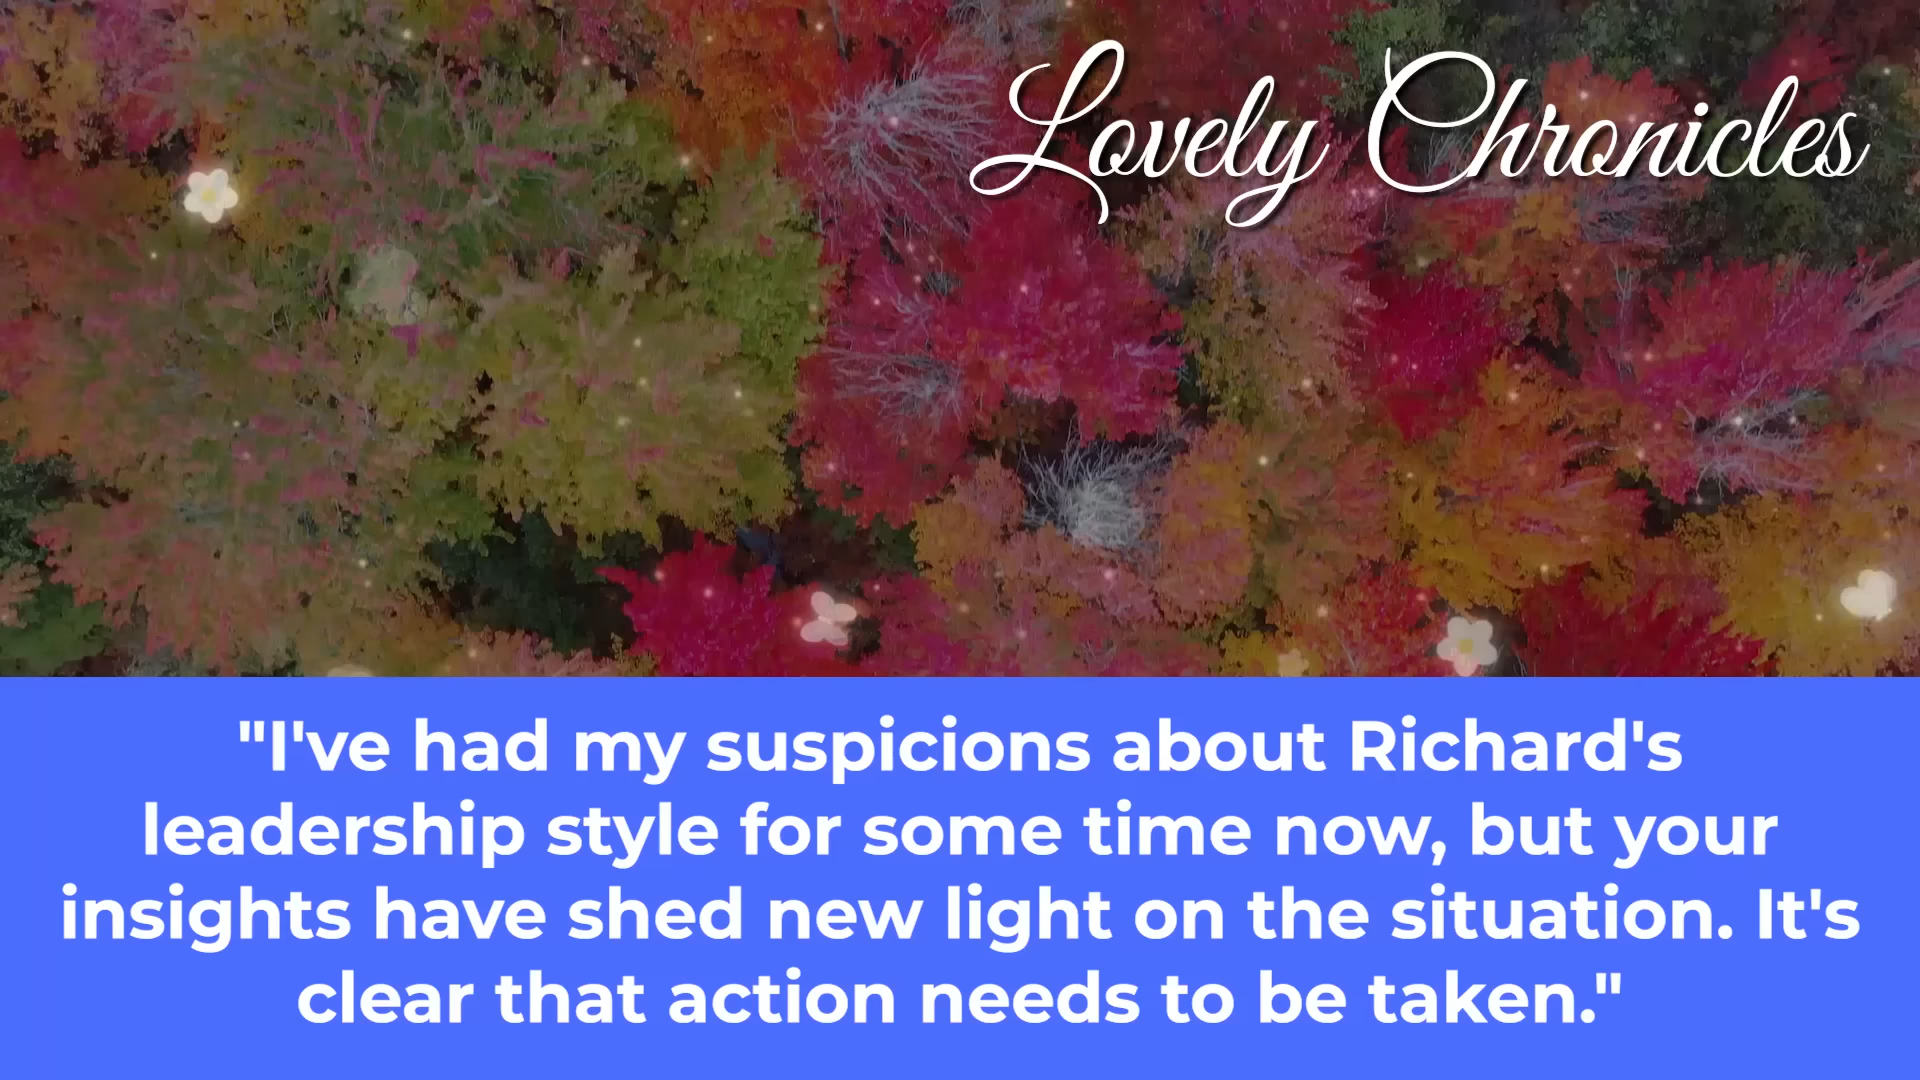 Lovely Chronicles
"I've had my suspicions about Richard's
leadership style for some time now, but your
insights have shed new light on the situation. It's
clear that action needs to be taken."